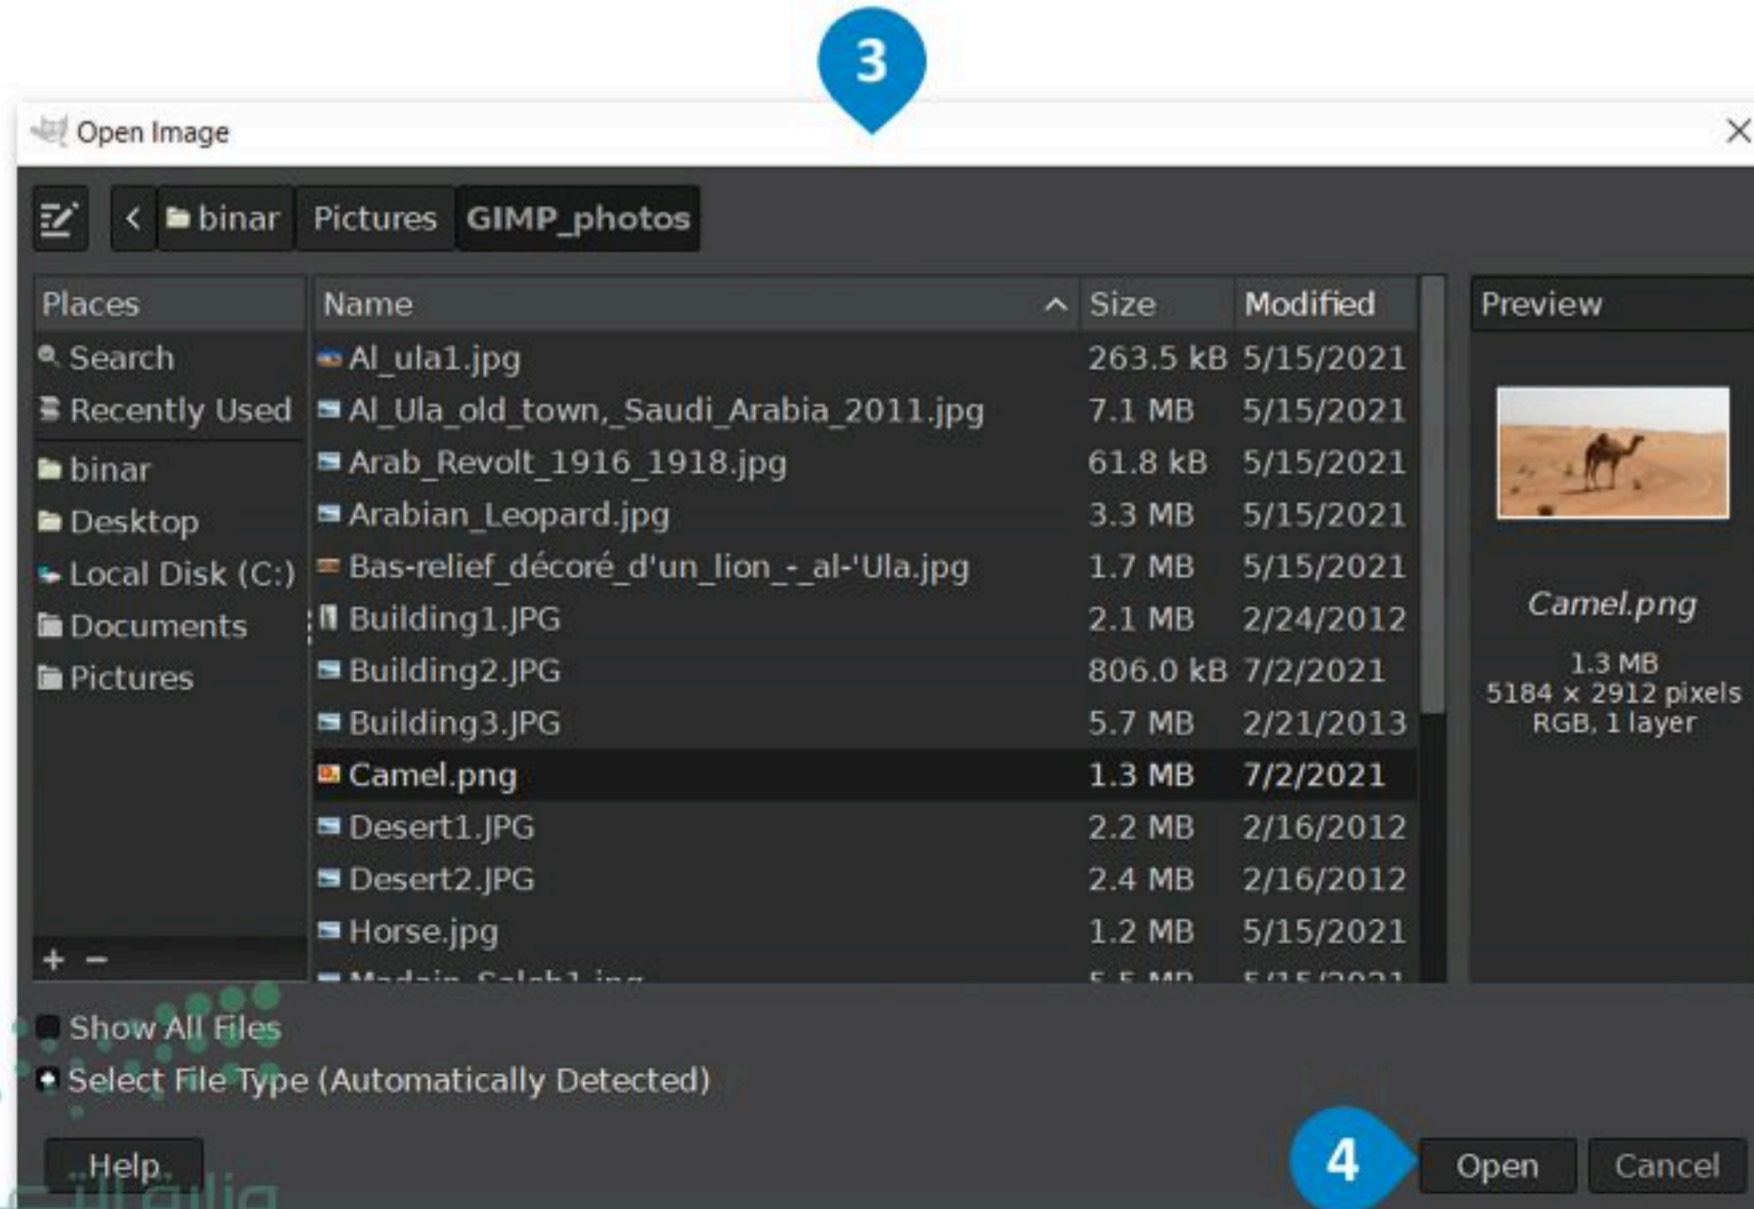 3
Open Image
binar Pictures GIMP_photos
Places Name Size Modified Preview
Search Al_ula1.jpg 263.5 kB 5/15/2021
Recently Used Al_Ula_old_town,_Saudi_Arabia_2011.jpg 7.1 MB 5/15/2021
Arab_Revolt_1916_1918.jpg 61.8 kB 5/15/2021
binar
Arabian_Leopard.jpg 3.3 MB 5/15/2021
Desktop
Bas-relief_décoré_d'un_lion_-_al-'Ula.jpg 1.7 MB 5/15/2021
Local Disk (C:)
Building1.JPG 2.1 MB 2/24/2012
Documents
Building2.JPG 806.0 kB 7/2/2021
Pictures
Building3.JPG 5.7 MB 2/21/2013
Camel.png 1.3 MB 7/2/2021
Desert1.JPG 2.2 MB 2/16/2012
Desert2.JPG 2.4 MB 2/16/2012
Horse.jpg 1.2 MB 5/15/2021
Camel.png
1.3 MB
5184 × 2912 pixels
RGB, 1 layer
Show All Files
Select File Type (Automatically Detected)
Help 4 Open Cancel